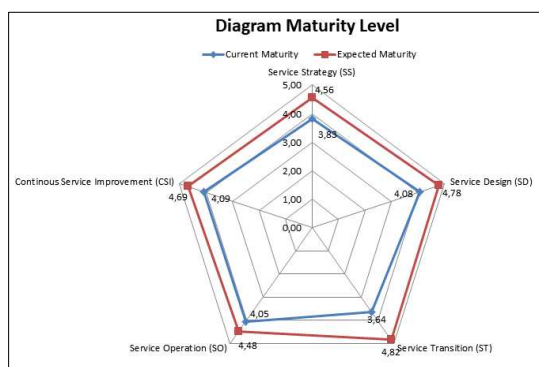 Diagram Maturity Level
Current Maturity
Expected Maturity
Service Strategy (SS)
5,00
4,56
4,00
3,83
3,00
Continous Service Improvement (CSI)
4,09
4,08
Service Design (SD)
4,69
2,00
4,78
1,00
0,00
4,05
3,64
Service Operation (SO)
4,48
Service Transition (ST)
4,82